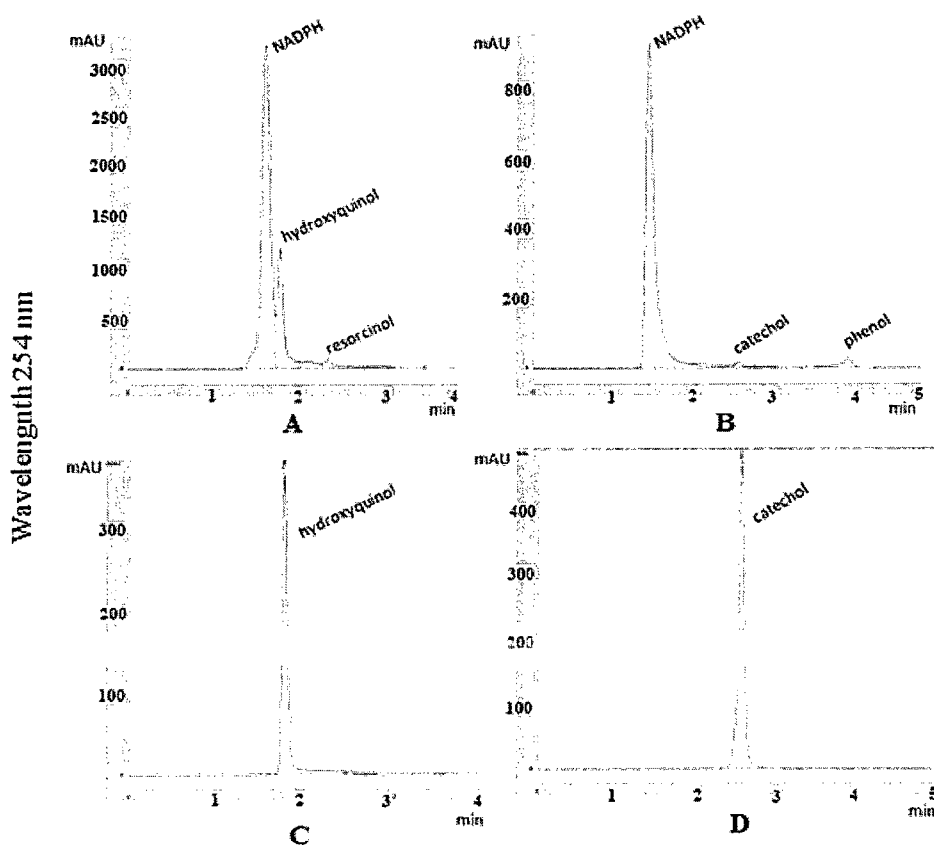 Wavelengnth 254 nm
mAU
3000
2500
2000
1500
1000
500
NADPH
hydroxyquinol
resorcinol
1
2
3
4
min
A
mAU
800
600
400
200
NADPH
catechol
phenol
1
2
3
4
5
min
B
mAU
300
200
100
hydroxyquinol
1
2
3
4
min
C
mAU
400
300
200
100
catechol
1
2
3
4
5
min
D